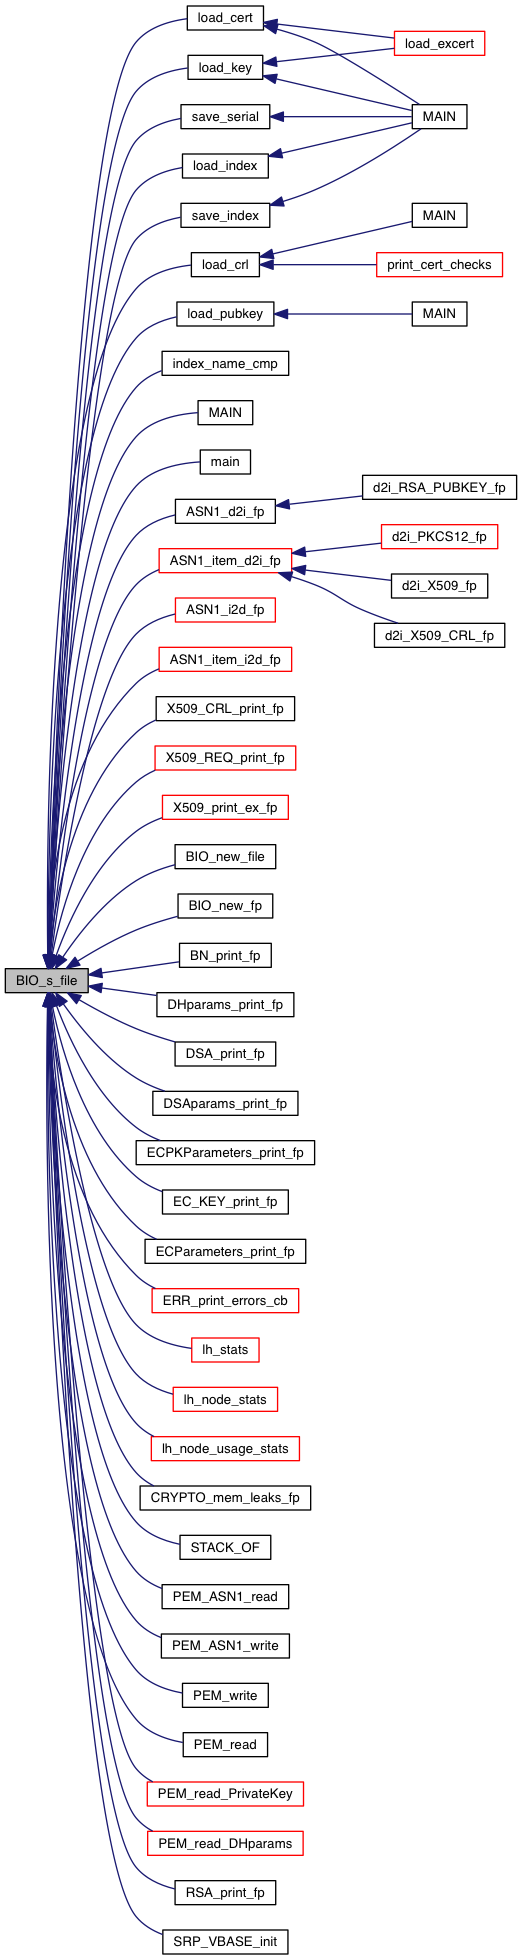 load_cert
load_excert
load_key
save_serial
MAIN
load_index
save_index
MAIN
load_crl
print_cert_checks
load_pubkey
MAIN
index_name_cmp
MAIN
main
d2i_RSA_PUBKEY_fp
ASN1_d2i_fp
d2i_PKCS12_fp
ASN1_item_d2i_fp
d2i_X509_fp
ASN1_i2d_fp
d2i_X509_CRL_fp
ASN1_item_i2d_fp
X509_CRL_print_fp
X509_REQ_print_fp
X509_print_ex_fp
BIO_new_file
BIO_new_fp
BN_print_fp
BIO_s_file
DHparams_print_fp
DSA_print_fp
DSAparams_print_fp
ECPKParameters_print_fp
EC_KEY_print_fp
ECParameters_print_fp
ERR_print_errors_cb
lh_stats
lh_node_stats
lh_node_usage_stats
CRYPTO_mem_leaks_fp
STACK_OF
PEM_ASN1_read
PEM_ASN1_write
PEM_write
PEM_read
PEM_read_PrivateKey
PEM_read_DHparams
RSA_print_fp
SRP_VBASE_init